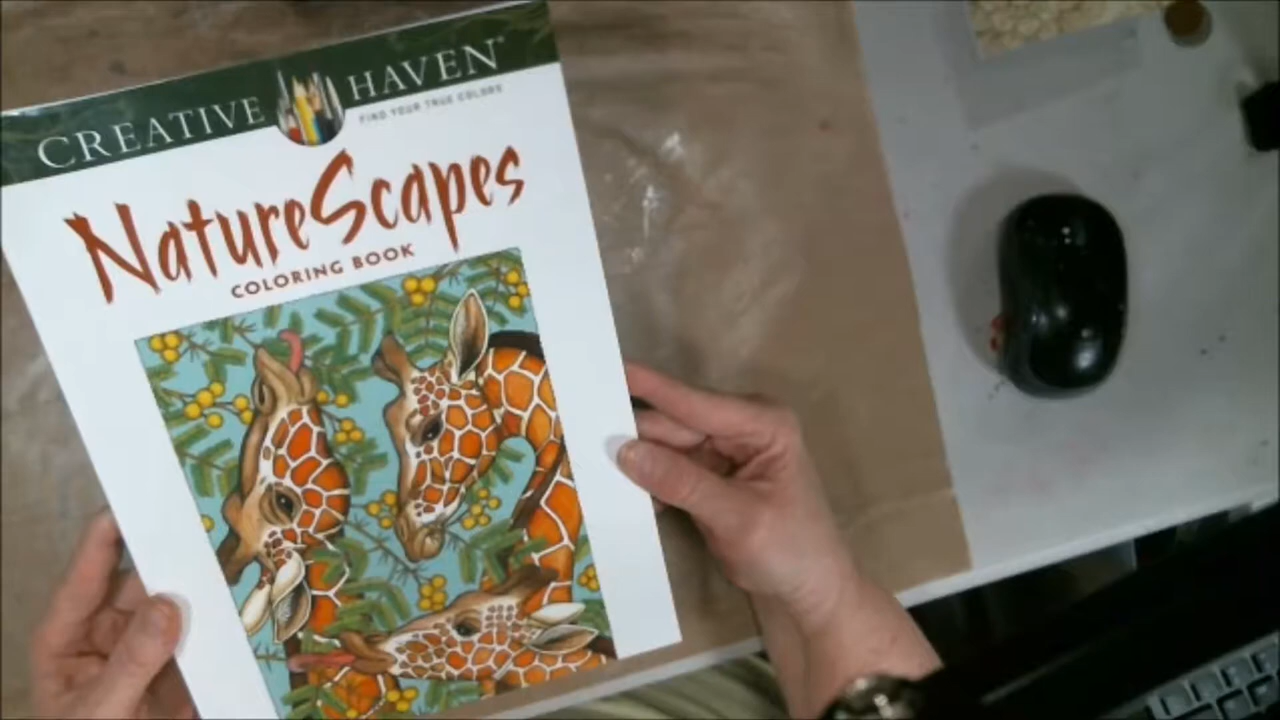 CREATIVE HAVEN
FIND YOUR TRUE COLORS
NatureScapes
COLORING BOOK